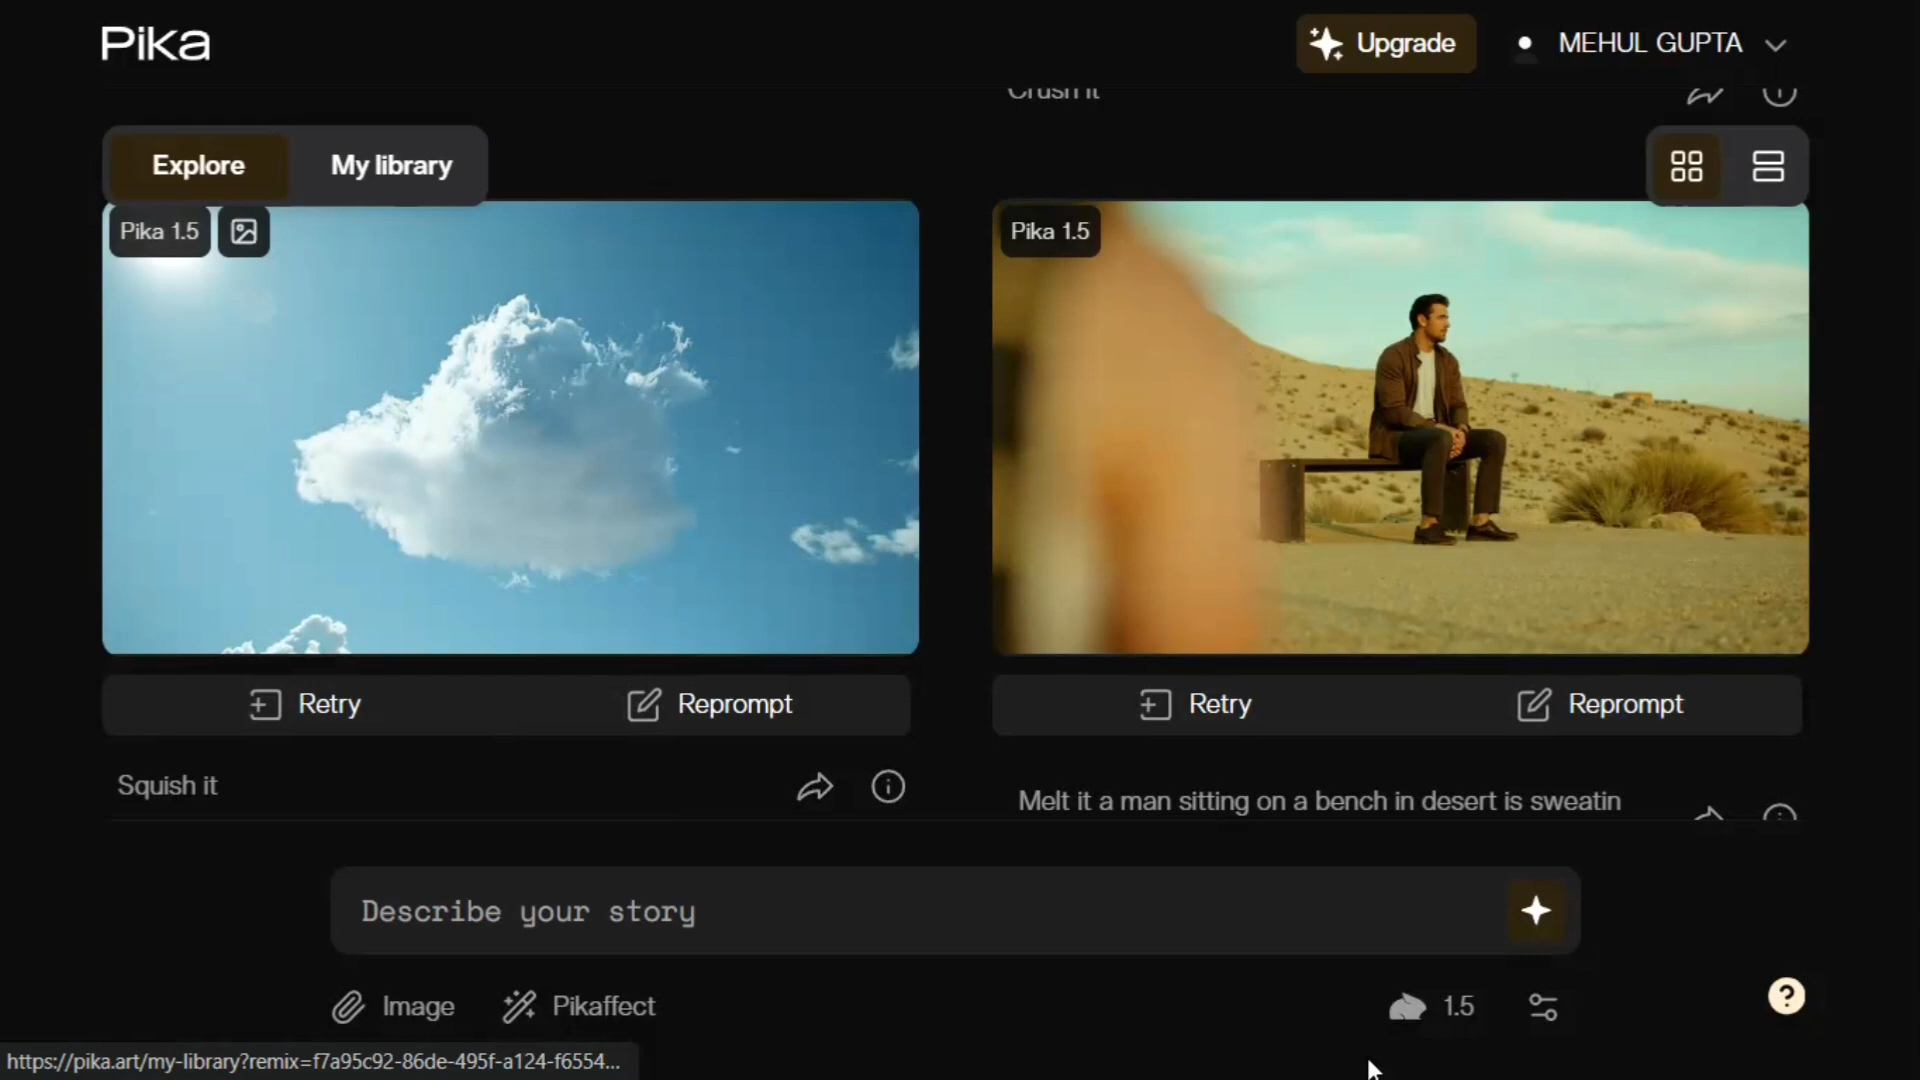 Pika
Upgrade
MEHUL GUPTA
Crush it
Explore
My library
Pika 1.5
Pika 1.5
Retry
Reprompt
Retry
Reprompt
Squish it
Melt it a man sitting on a bench in desert is sweatin
Describe your story
Image
Pikaffect
1.5
?
https://pika.art/my-library?remix=f7a95c92-86de-495f-a124-f6554...